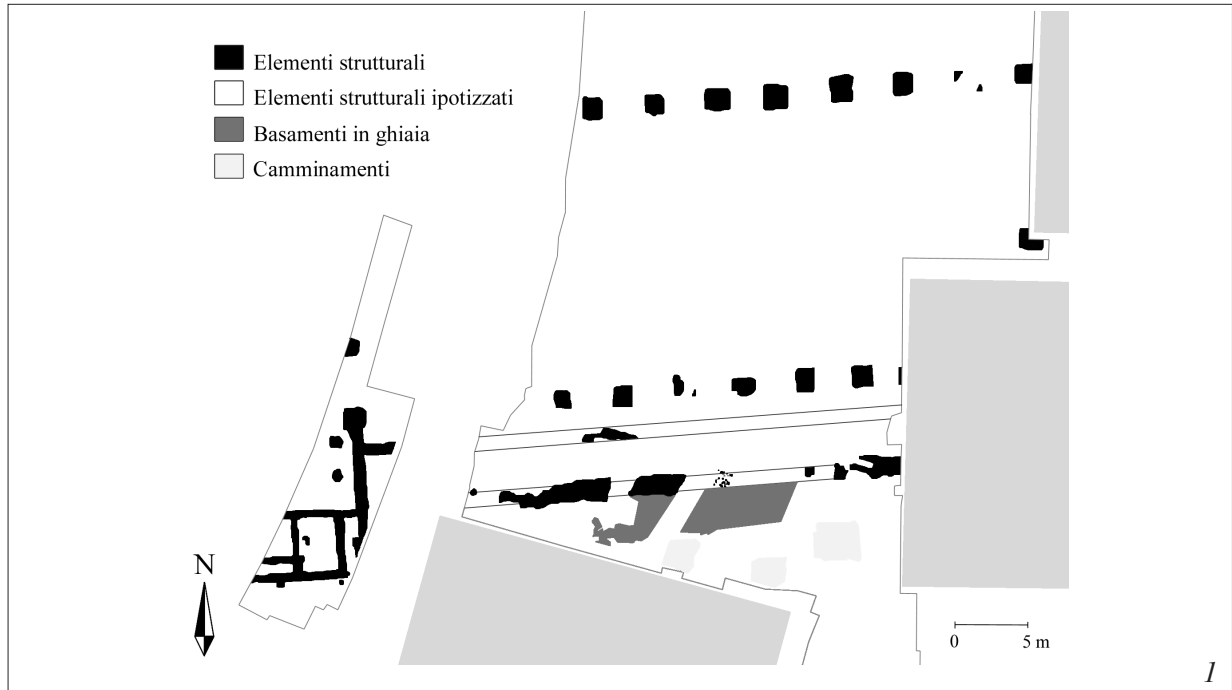 Elementi strutturali
Elementi strutturali ipotizzati
Basamenti in ghiaia
Camminamenti
N
0 5 m
1